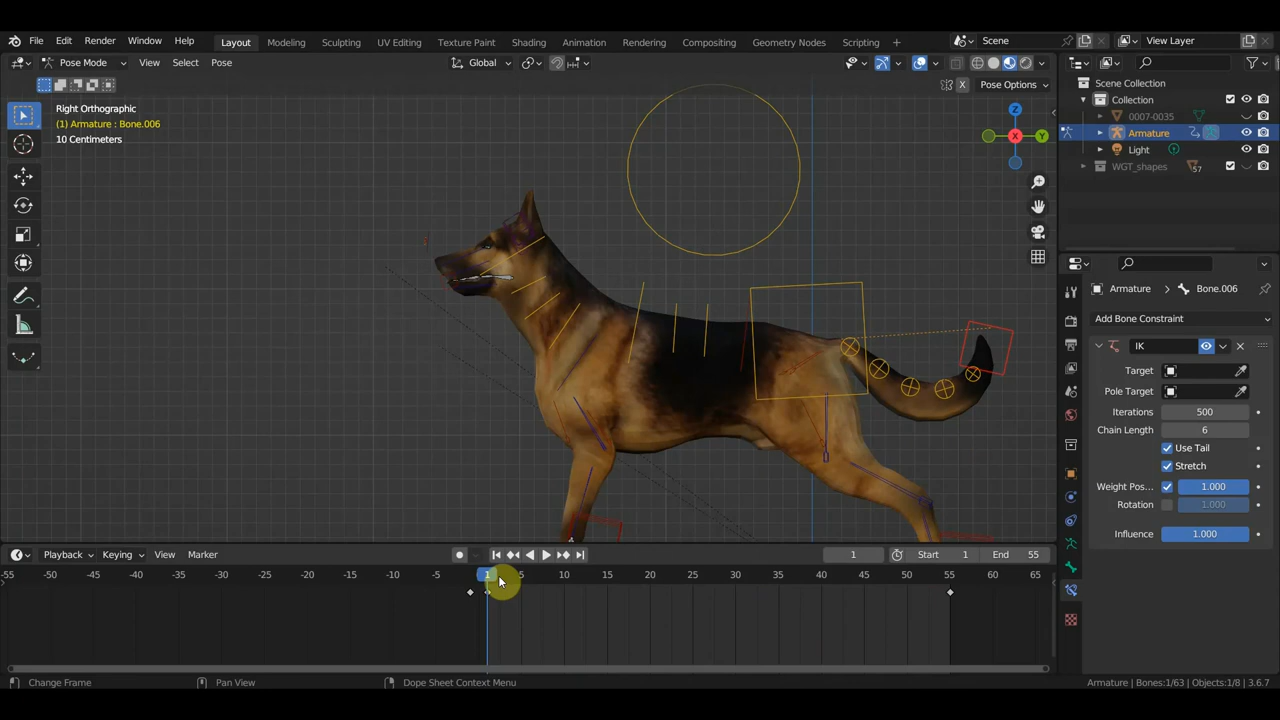 File Edit Render Window Help Layout Modeling Sculpting UV Editing Texture Paint Shading Animation Rendering Compositing Geometry Nodes Scripting + Scene View Layer
Pose Mode View Select Pose Global
X Pose Options
Right Orthographic
(1) Armature : Bone.006
10 Centimeters
Z
X
Y
Scene Collection
Collection
0007-0035
Armature
Light
WGT_shapes 57
Armature Bone.006
Add Bone Constraint
IK
Target
Pole Target
Iterations 500
Chain Length 6
Use Tail
Stretch
Weight Pos... 1.000
Rotation 1.000
Influence 1.000
Playback Keying View Marker 1 Start 1 End 55
-55 -50 -45 -40 -35 -30 -25 -20 -15 -10 -5 1 5 10 15 20 25 30 35 40 45 50 55 60 65
Change Frame Pan View Dope Sheet Context Menu Armature | Bones:1/63 | Objects:1/8 | 3.6.7